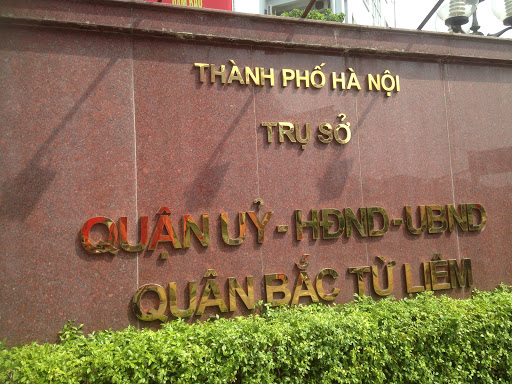 THÀNH PHỐ HÀ NỘI
TRỤ SỞ
QUẬN UỶ - HĐND - UBND
QUẬN BẮC TỪ LIÊM